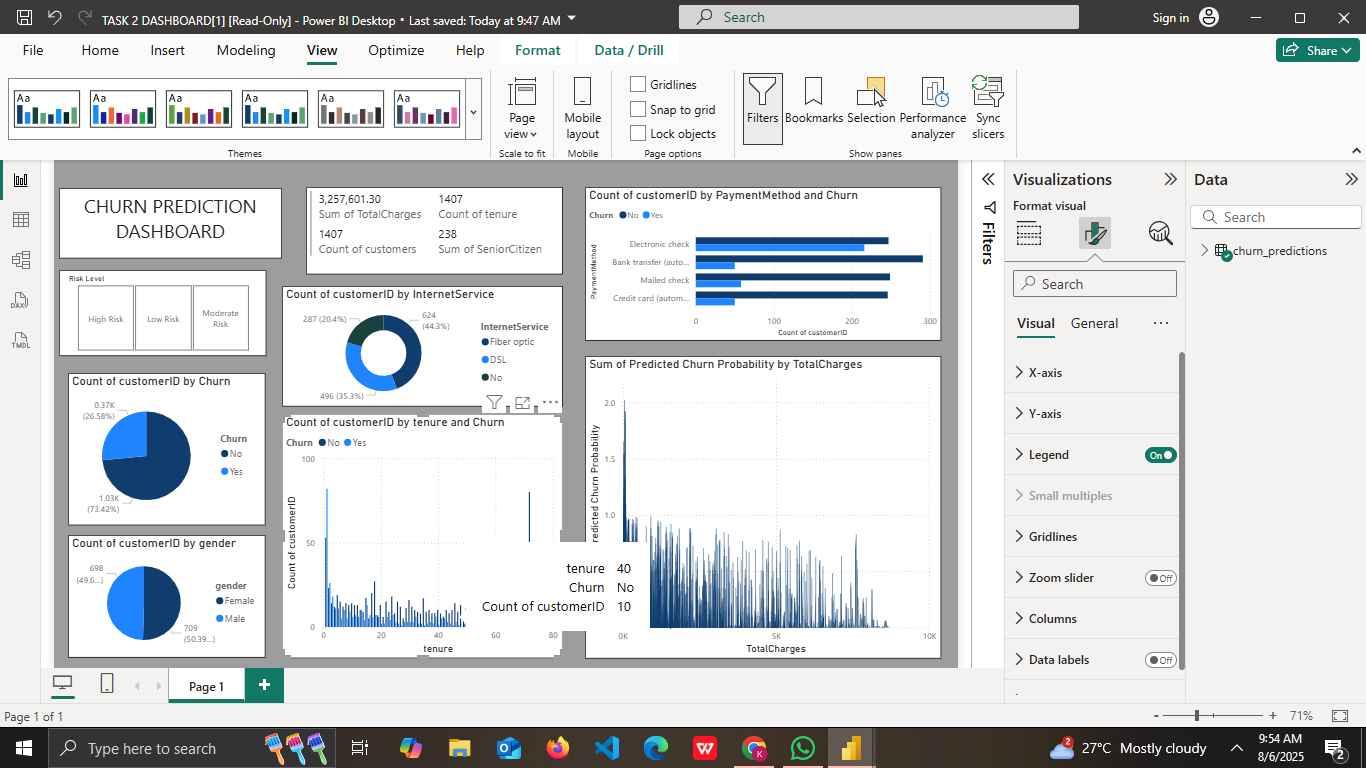 TASK 2 DASHBOARD[1] [Read-Only] - Power BI Desktop • Last saved: Today at 9:47 AM
Search
Sign in
File
Home
Insert
Modeling
View
Optimize
Help
Format
Data / Drill
Share
Aa
Aa
Aa
Aa
Aa
Aa
Themes
Page
view
Scale to fit
Mobile
layout
Mobile
Gridlines
Snap to grid
Lock objects
Page options
Filters
Bookmarks
Selection
Performance
analyzer
Sync
slicers
Show panes
DAX
TMDL
CHURN PREDICTION
DASHBOARD
3,257,601.30
Sum of TotalCharges
1407
Count of tenure
1407
Count of customers
238
Sum of SeniorCitizen
Risk Level
High Risk
Low Risk
Moderate
Risk
Count of customerID by Churn
0.37K
(26.58%)
1.03K
(73.42%)
Churn
No
Yes
Count of customerID by gender
698
(49.6...)
709
(50.39...)
gender
Female
Male
Count of customerID by InternetService
287 (20.4%)
624
(44.3%)
496 (35.3%)
InternetService
Fiber optic
DSL
No
Count of customerID by tenure and Churn
Churn No Yes
Count of customerID
100
50
0
0 20 40 60 80
tenure
tenure 40
Churn No
Count of customerID 10
Count of customerID by PaymentMethod and Churn
Churn No Yes
PaymentMethod
Electronic check
Bank transfer (auto...
Mailed check
Credit card (autom...
0 100 200 300
Count of customerID
Sum of Predicted Churn Probability by TotalCharges
redicted Churn Probability
2.0
1.5
1.0
0K 5K 10K
TotalCharges
Filters
Visualizations
Format visual
Search
Visual
General
X-axis
Y-axis
Legend
On
Small multiples
Gridlines
Zoom slider
Off
Columns
Data labels
Off
Data
Search
churn_predictions
Page 1
Page 1 of 1
- + 71%
Type here to search
2
27°C Mostly cloudy
9:54 AM
8/6/2025
2